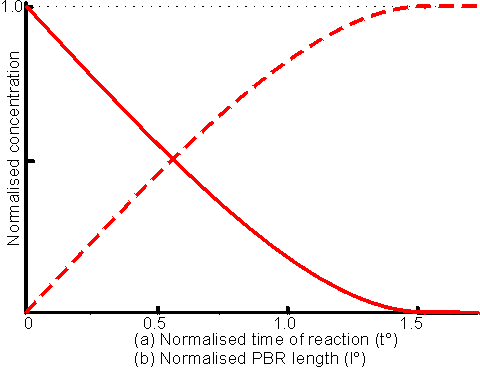 1.0
Normalised concentration
0 0.5 1.0 1.5
(a) Normalised time of reaction (t°)
(b) Normalised PBR length (l°)